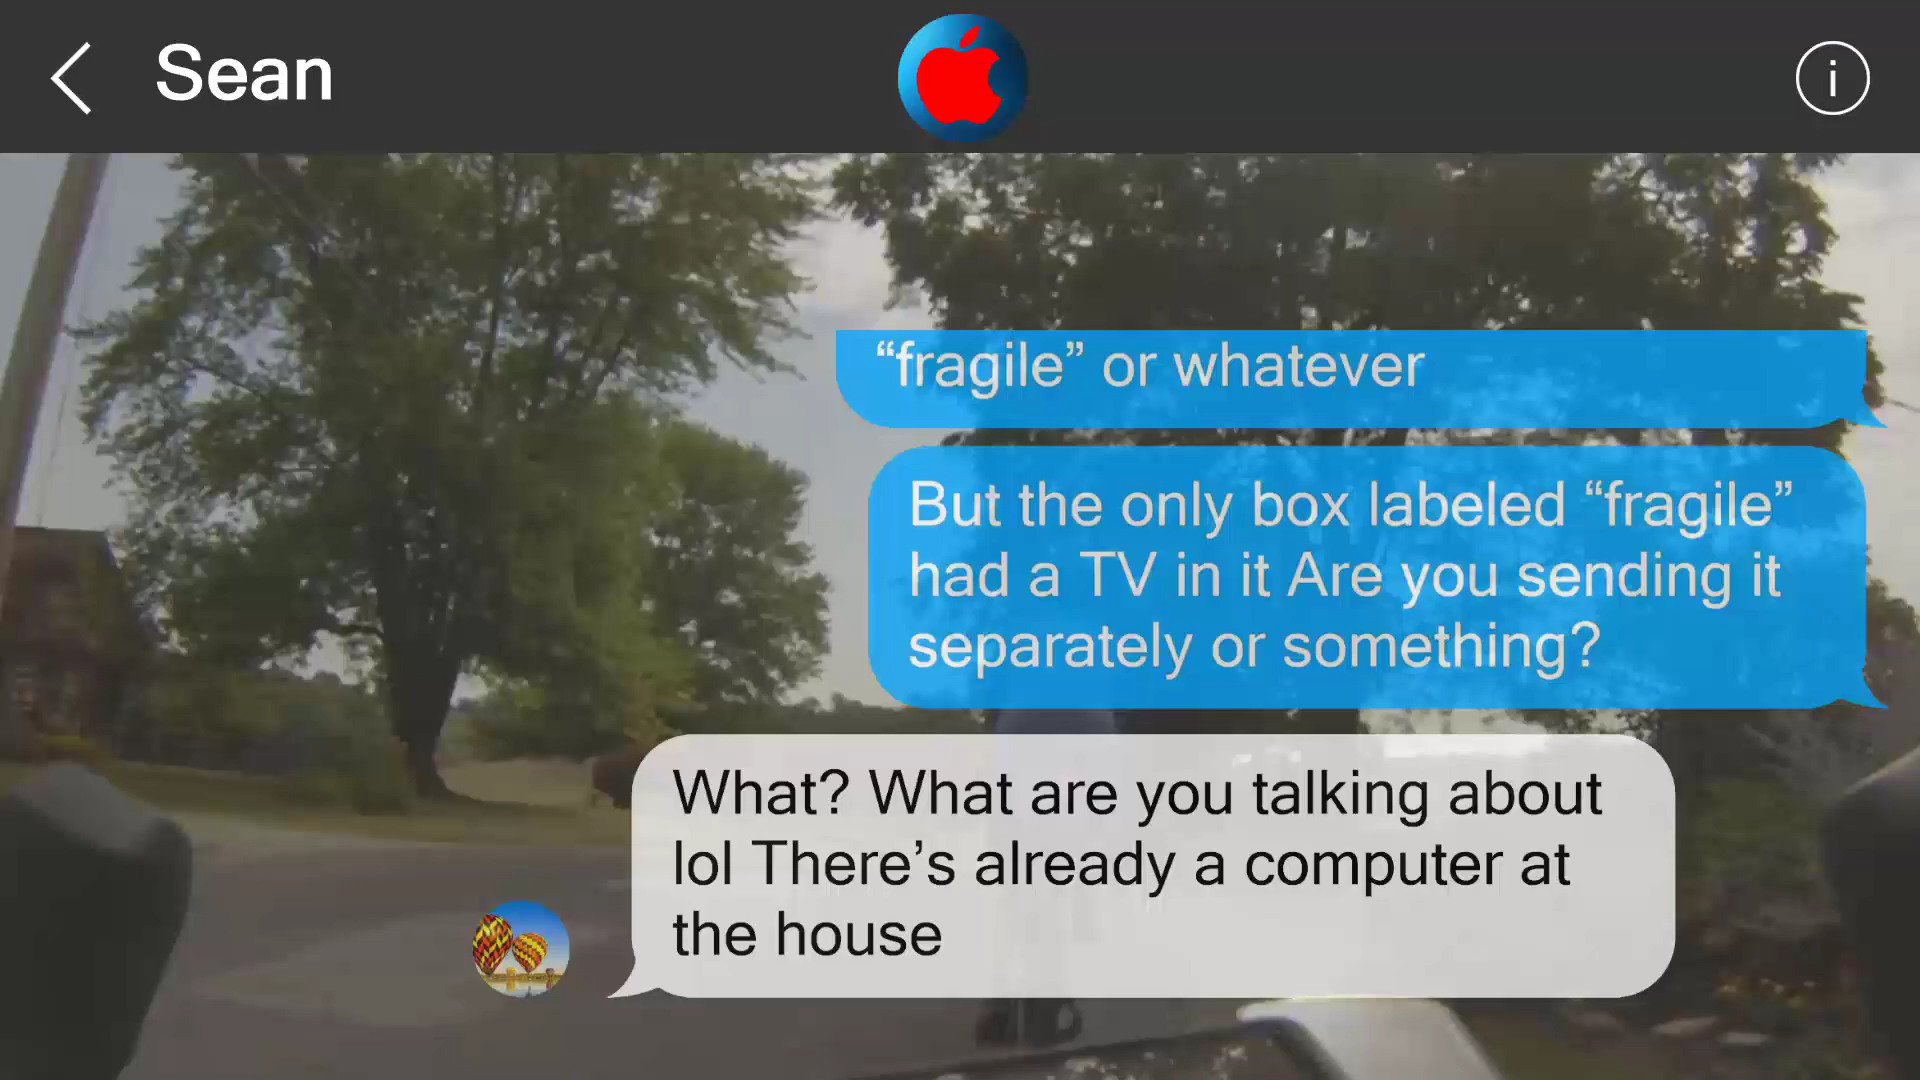 Sean
“fragile” or whatever
But the only box labeled “fragile”
had a TV in it Are you sending it
separately or something?
What? What are you talking about
lol There’s already a computer at
the house